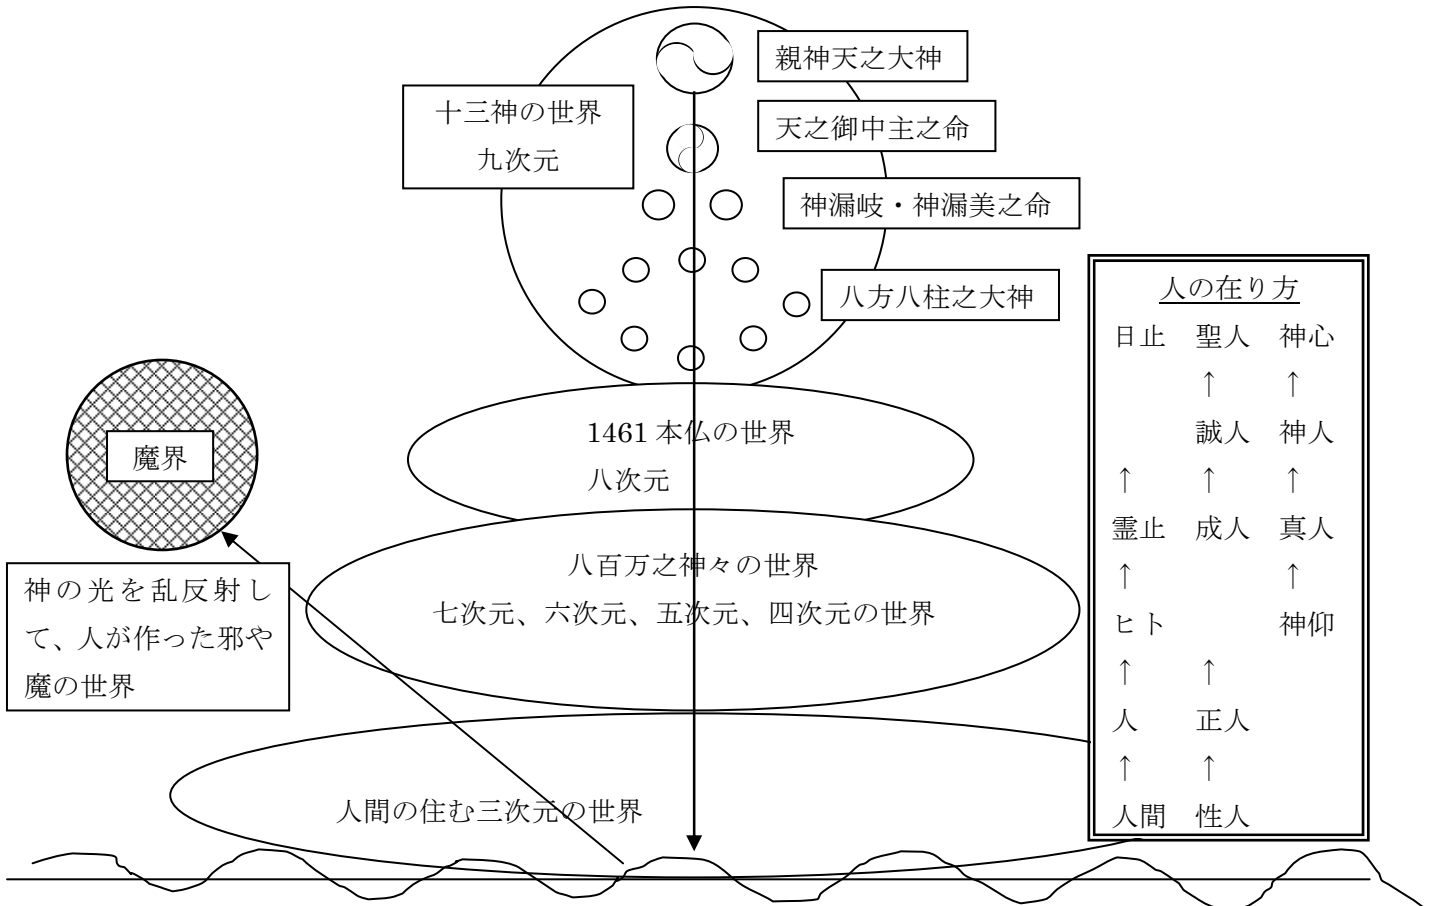 親神天之大神
十三神の世界
九次元
天之御中主之命
神漏岐・神漏美之命
八方八柱之大神
1461本仏の世界
八次元
魔界
神の光を乱反射し
て、人が作った邪や
魔の世界
八百万之神々の世界
七次元、六次元、五次元、四次元の世界
人間の住む三次元の世界
人の在り方
日止 聖人 神心
↑ ↑
誠人 神人
↑ ↑ ↑
霊止 成人 真人
↑ ↑
ヒト 神仰
↑ ↑
人 正人
↑ ↑
人間 性人